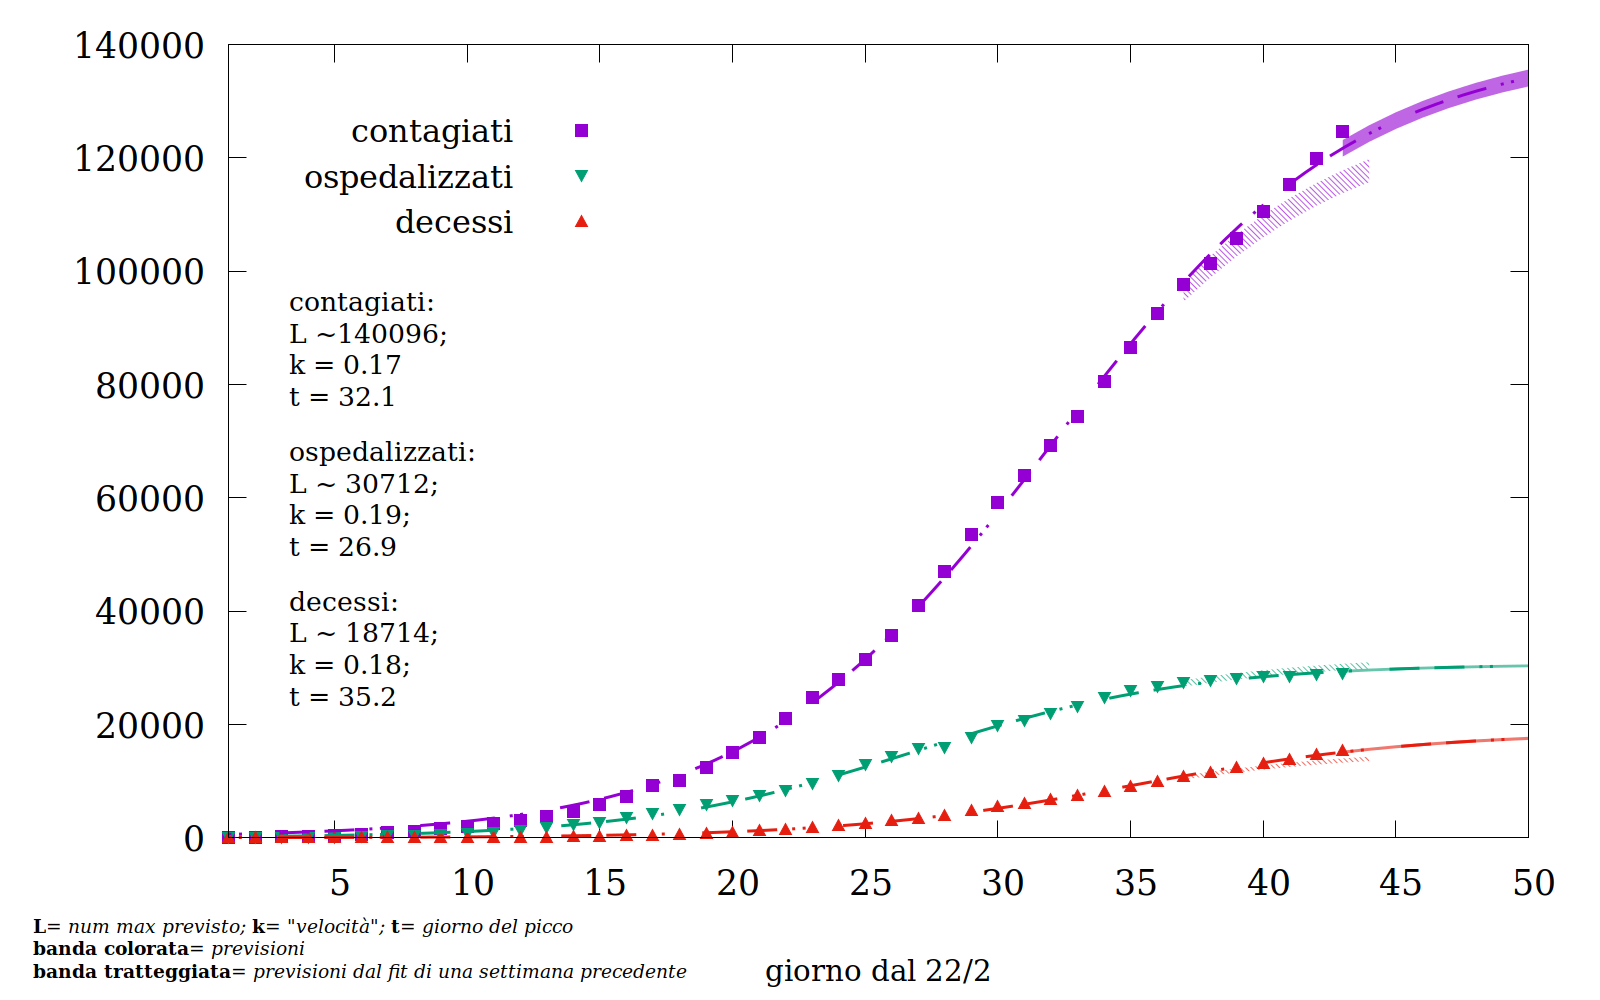 140000
120000
100000
80000
60000
40000
20000
0
contagiati
ospedalizzati
decessi
contagiati:
L ~140096;
k = 0.17
t = 32.1
ospedalizzati:
L ~ 30712;
k = 0.19;
t = 26.9
decessi:
L ~ 18714;
k = 0.18;
t = 35.2
5 10 15 20 25 30 35 40 45 50
L= num max previsto; k= "velocità"; t= giorno del picco
banda colorata= previsioni
banda tratteggiata= previsioni dal fit di una settimana precedente
giorno dal 22/2